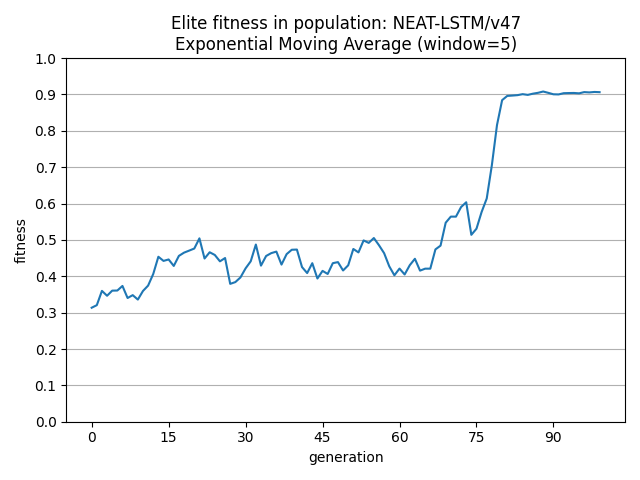 Elite fitness in population: NEAT-LSTM/v47
Exponential Moving Average (window=5)
1.0
0.9
0.8
0.7
0.6
0.5
0.4
0.3
0.2
0.1
0.0
fitness
0 15 30 45 60 75 90
generation